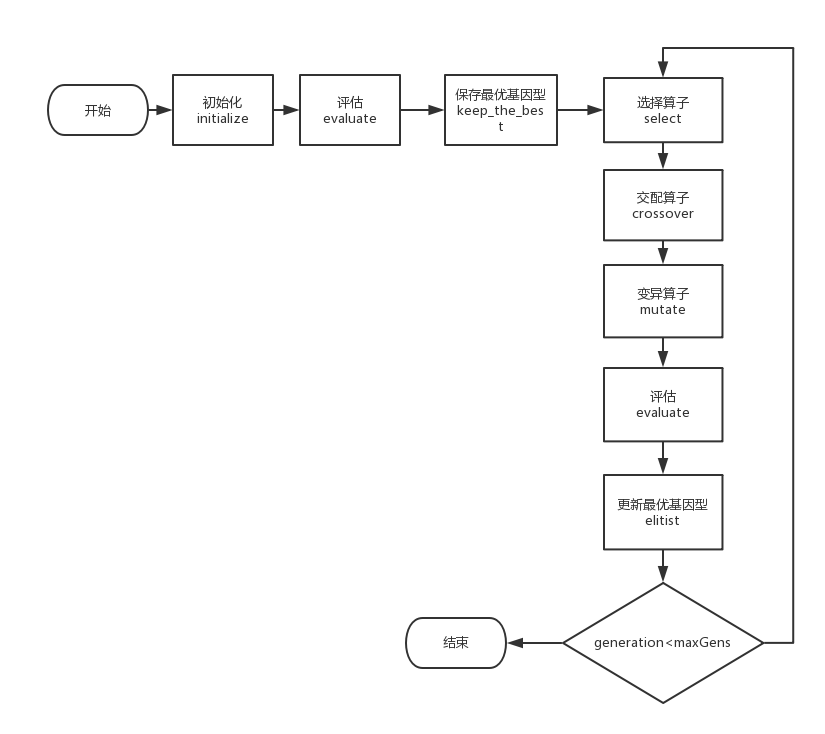 开始
初始化
initialize
评估
evaluate
保存最优基因型
keep_the_bes
t
选择算子
select
交配算子
crossover
变异算子
mutate
评估
evaluate
更新最优基因型
elitist
generation<maxGens
结束